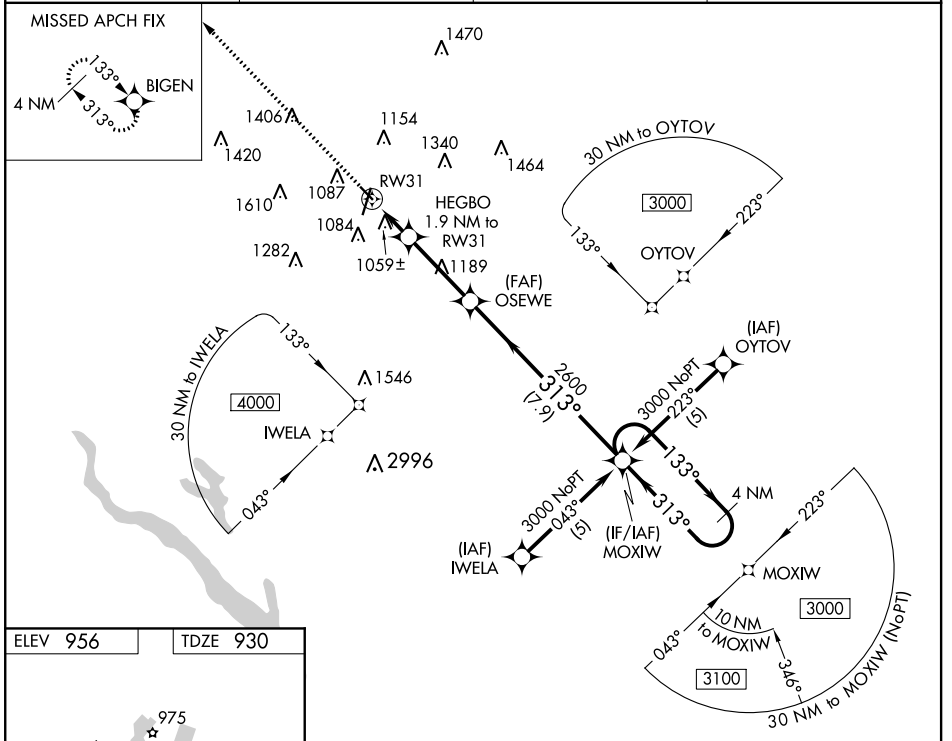 MISSED APCH FIX
133°
BIGEN
4 NM
313°
1470
1406
1154
1420
1340
1464
1087
RW31
1610
HEGBO
1.9 NM to
RW31
1084
1282
1059±
1189
(FAF)
OSEWE
30 NM to OYTOV
3000
223°
133°
OYTOV
(IAF)
OYTOV
30 NM to IWELA
133°
4000
1546
IWELA
043°
2996
2600
313°
(7.9)
3000 NoPT
223°
(5)
133°
4 NM
313°
3000 NoPT
043°
(5)
(IF/IAF)
MOXIW
(IAF)
IWELA
223°
MOXIW
3000
10 NM
to MOXIW
043°
346°
3100
30 NM to MOXIW (NoPT)
ELEV 956
TDZE 930
975